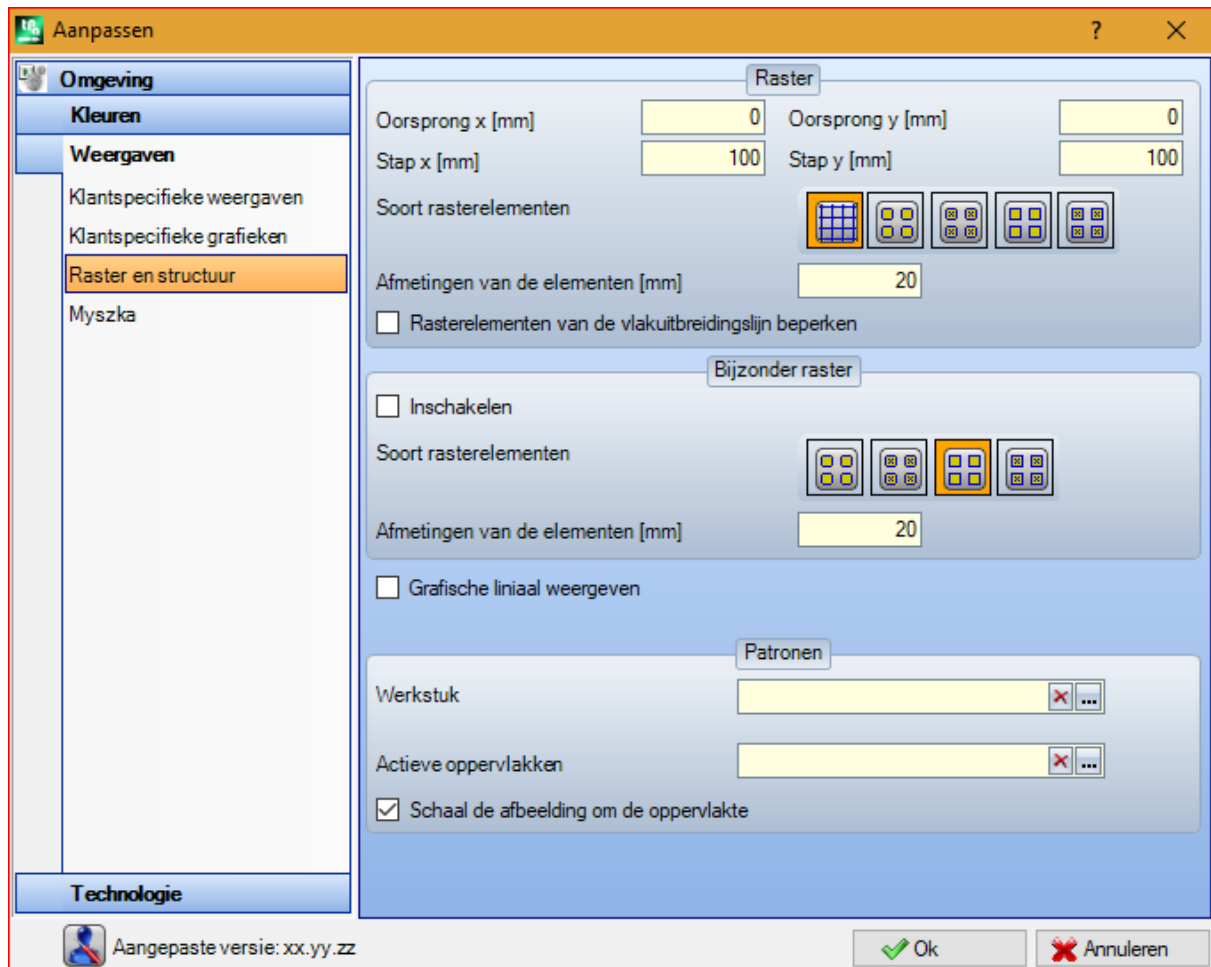 Aanpassen ?
Omgeving
Kleuren
Weergaven
Klantspecifieke weergaven
Klantspecifieke grafieken
Raster en structuur
Myszka
Technologie
Raster
Oorsprong x [mm] 0 Oorsprong y [mm] 0
Stap x [mm] 100 Stap y [mm] 100
Soort rasterelementen
Afmetingen van de elementen [mm] 20
Rasterelementen van de vlakuitbreidingslijn beperken
Bijzonder raster
Inschakelen
Soort rasterelementen
Afmetingen van de elementen [mm] 20
Grafische liniaal weergeven
Patronen
Werkstuk ...
Actieve oppervlakken ...
Schaal de afbeelding om de oppervlakte
Aangepaste versie: xx.yy.zz Ok Annuleren